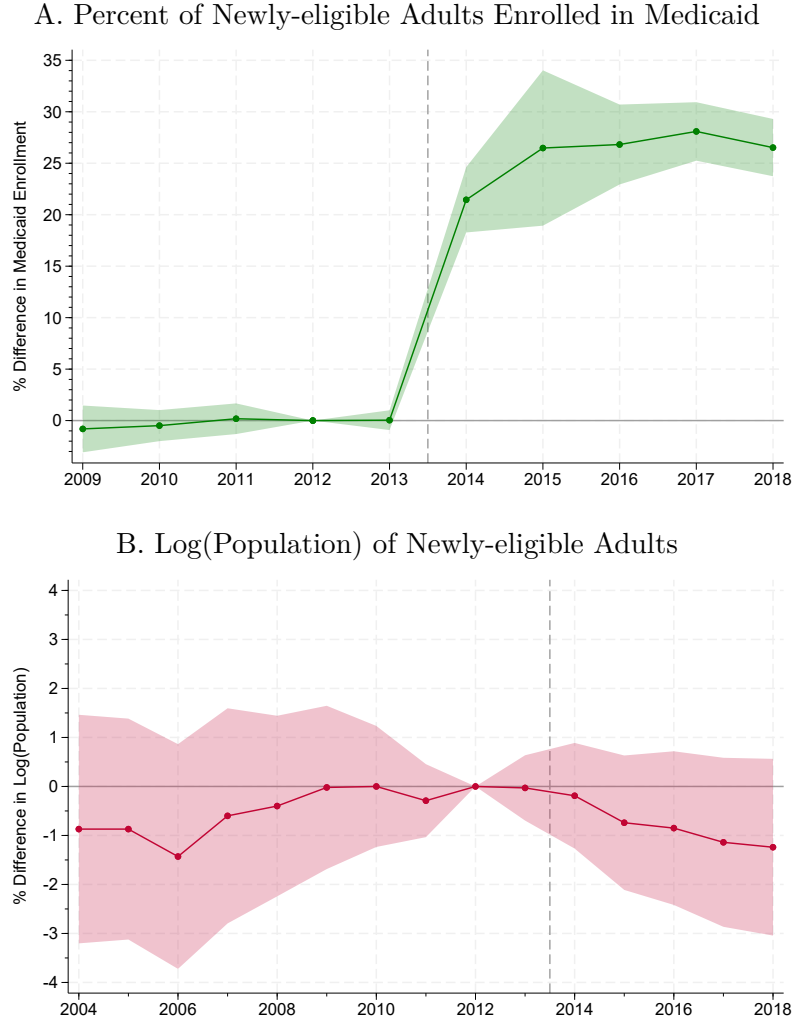 A. Percent of Newly-eligible Adults Enrolled in Medicaid
% Difference in Medicaid Enrollment
35
30
25
20
15
10
5
0
2009 2010 2011 2012 2013 2014 2015 2016 2017 2018
B. Log(Population) of Newly-eligible Adults
% Difference in Log(Population)
4
3
2
1
0
-1
-2
-3
-4
2004 2006 2008 2010 2012 2014 2016 2018